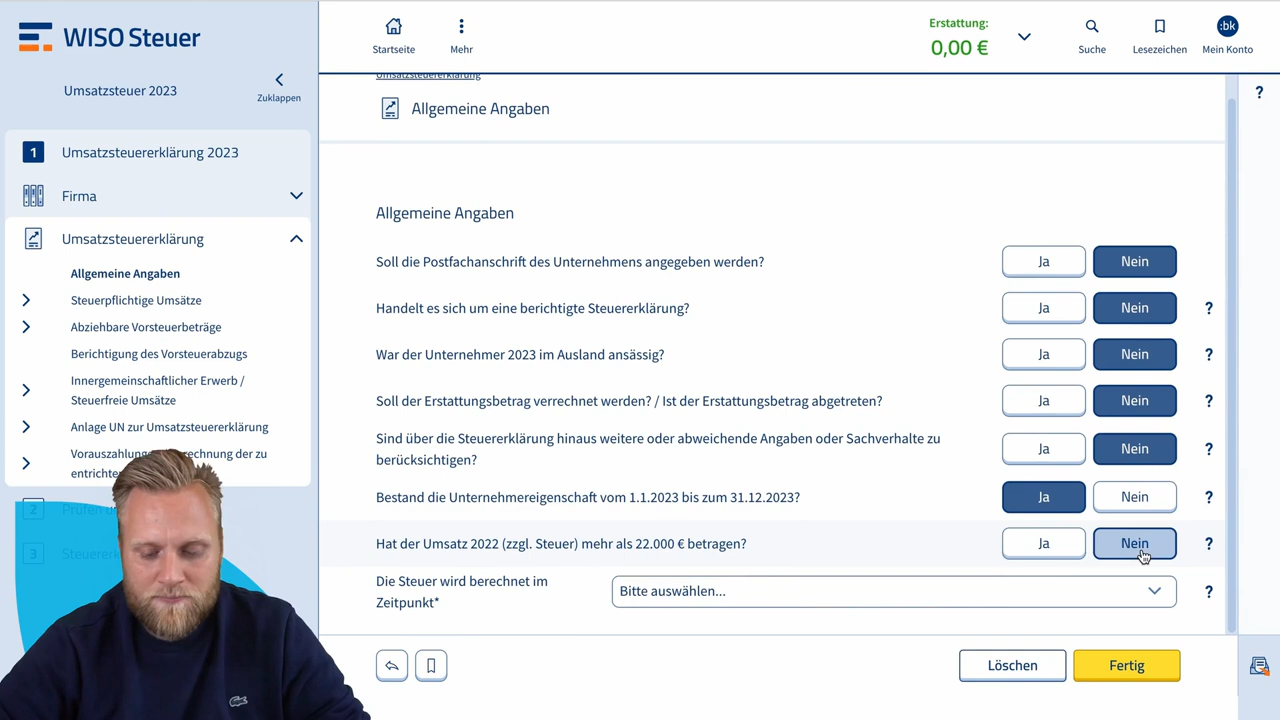 WISO Steuer
Startseite
Mehr
Erstattung:
0,00 €
Suche
Lesezeichen
:bk
Mein Konto
Umsatzsteuer 2023
Zuklappen
1 Umsatzsteuererklärung 2023
Firma
Umsatzsteuererklärung
Allgemeine Angaben
Steuerpflichtige Umsätze
Abziehbare Vorsteuerbeträge
Berichtigung des Vorsteuerabzugs
Innergemeinschaftlicher Erwerb /
Steuerfreie Umsätze
Anlage UN zur Umsatzsteuererklärung
2
3
Umsatzsteuererklärung
Allgemeine Angaben
?
Allgemeine Angaben
Soll die Postfachanschrift des Unternehmens angegeben werden? Ja Nein
Handelt es sich um eine berichtigte Steuererklärung? Ja Nein ?
War der Unternehmer 2023 im Ausland ansässig? Ja Nein ?
Soll der Erstattungsbetrag verrechnet werden? / Ist der Erstattungsbetrag abgetreten? Ja Nein ?
Sind über die Steuererklärung hinaus weitere oder abweichende Angaben oder Sachverhalte zu
berücksichtigen? Ja Nein ?
Bestand die Unternehmereigenschaft vom 1.1.2023 bis zum 31.12.2023? Ja Nein ?
Hat der Umsatz 2022 (zzgl. Steuer) mehr als 22.000 € betragen? Ja Nein ?
Die Steuer wird berechnet im
Zeitpunkt* Bitte auswählen... ?
Löschen
Fertig